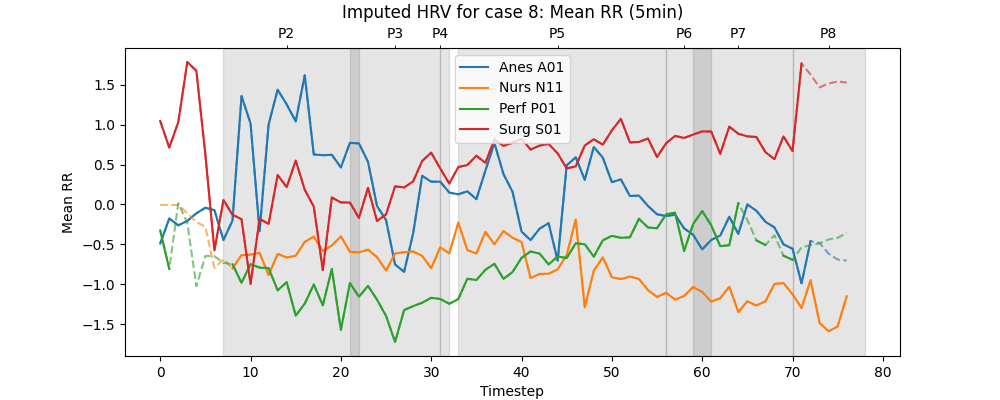 Imputed HRV for case 8: Mean RR (5min)
P2 P3 P4 P5 P6 P7 P8
Anes A01
Nurs N11
Perf P01
Surg S01
Mean RR
1.5
1.0
0.5
0.0
−0.5
−1.0
−1.5
0 10 20 30 40 50 60 70 80
Timestep